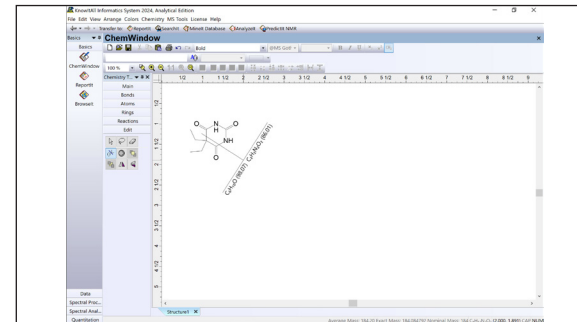 KnowItAll Informatics System 2024. Analytical Edition
File Edit View Arrange Colors Chemistry MS Tools License Help
Transfer to: ReportIt SearchIt Minelt Database AnalyzeIt PredictIt NMR
Basics ChemWindow
Basics
Bold
@MS Gothic
ChemWindow
100 %
ReportIt
Chemistry T...
BrowseIt
Main
Bonds
Atoms
Rings
Reactions
Edit
1/2 1 1 1/2 2 2 1/2 3 3 1/2 4 4 1/2 5 5 1/2 6 6 1/2 7 7 1/2 8 8 1/2 9
O N O
H
NH
O
Data
Spectral Proc...
Spectral Anal...
Quantitation
Structure1